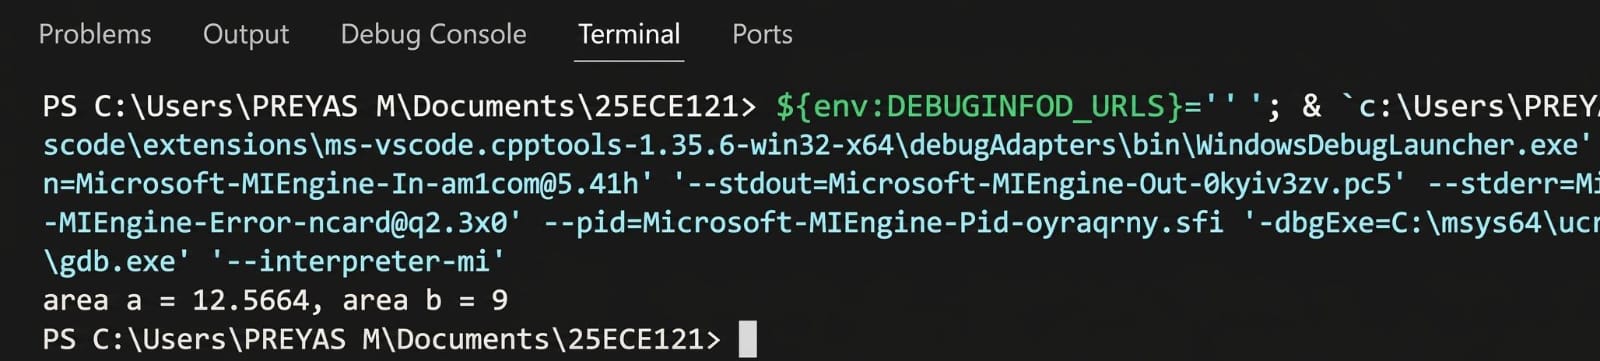 Problems Output Debug Console Terminal Ports
PS C:\Users\PREYAS M\Documents\25ECE121> ${env:DEBUGINFOD_URLS}=''  '; & `c:\Users\PREYA
scode\extensions\ms-vscode.cpptools-1.35.6-win32-x64\debugAdapters\bin\WindowsDebugLauncher.exe'
n=Microsoft-MIEngine-In-am1com@5.41h' '--stdout=Microsoft-MIEngine-Out-0kyiv3zv.pc5' --stderr=Mi
-MIEngine-Error-ncard@q2.3x0' --pid=Microsoft-MIEngine-Pid-oyraqrny.sfi '-dbgExe=C:\msys64\ucr
\gdb.exe' '--interpreter-mi'
area a = 12.5664, area b = 9
PS C:\Users\PREYAS M\Documents\25ECE121>